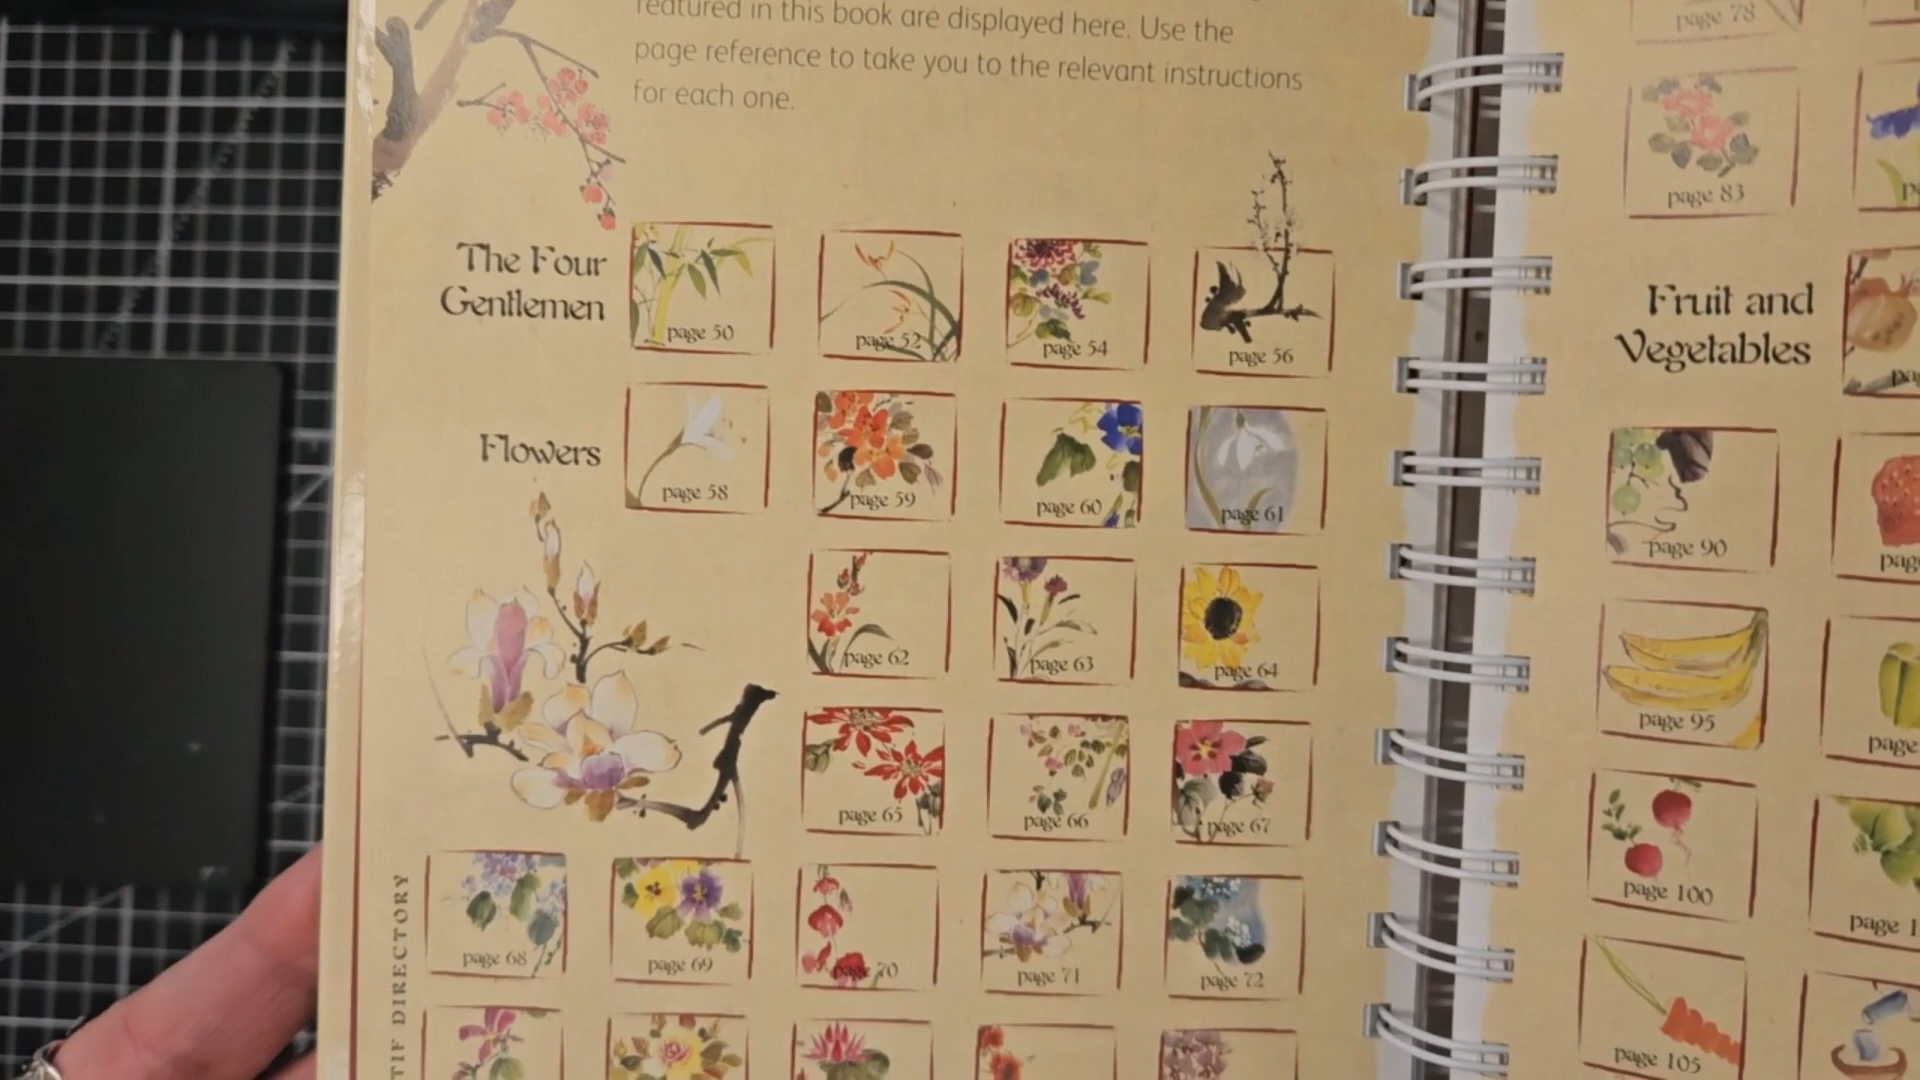 featured in this book are displayed here. Use the
page reference to take you to the relevant instructions
for each one.
The Four
Gentlemen
page 50
page 52
page 54
page 56
Flowers
page 58
page 59
page 60
page 61
page 62
page 63
page 64
page 65
page 66
page 67
page 68
page 69
page 70
page 71
page 72
TIF DIRECTORY
page 78
page 83
Fruit and
Vegetables
page 90
page 95
page
page 100
page 105